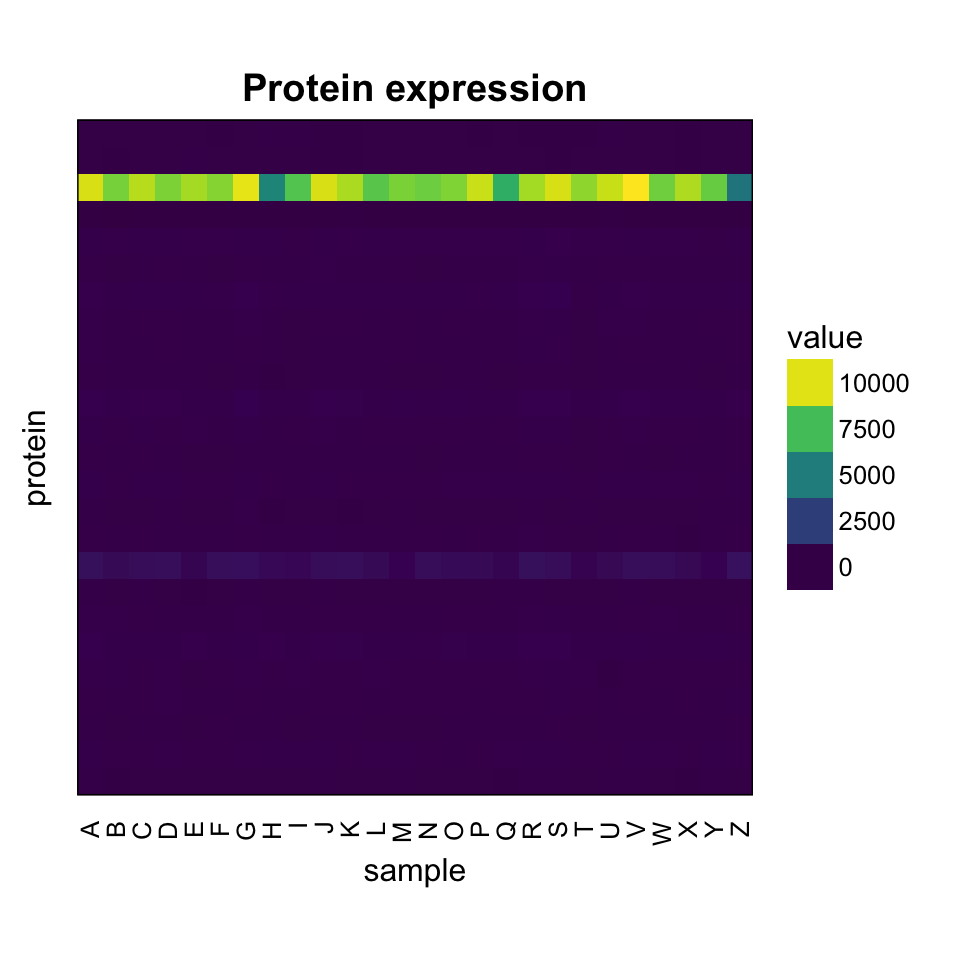 Protein expression
protein
value
10000
7500
5000
2500
0
A B C D E F G H I J K L M N O P Q R S T U V W X Y Z
sample